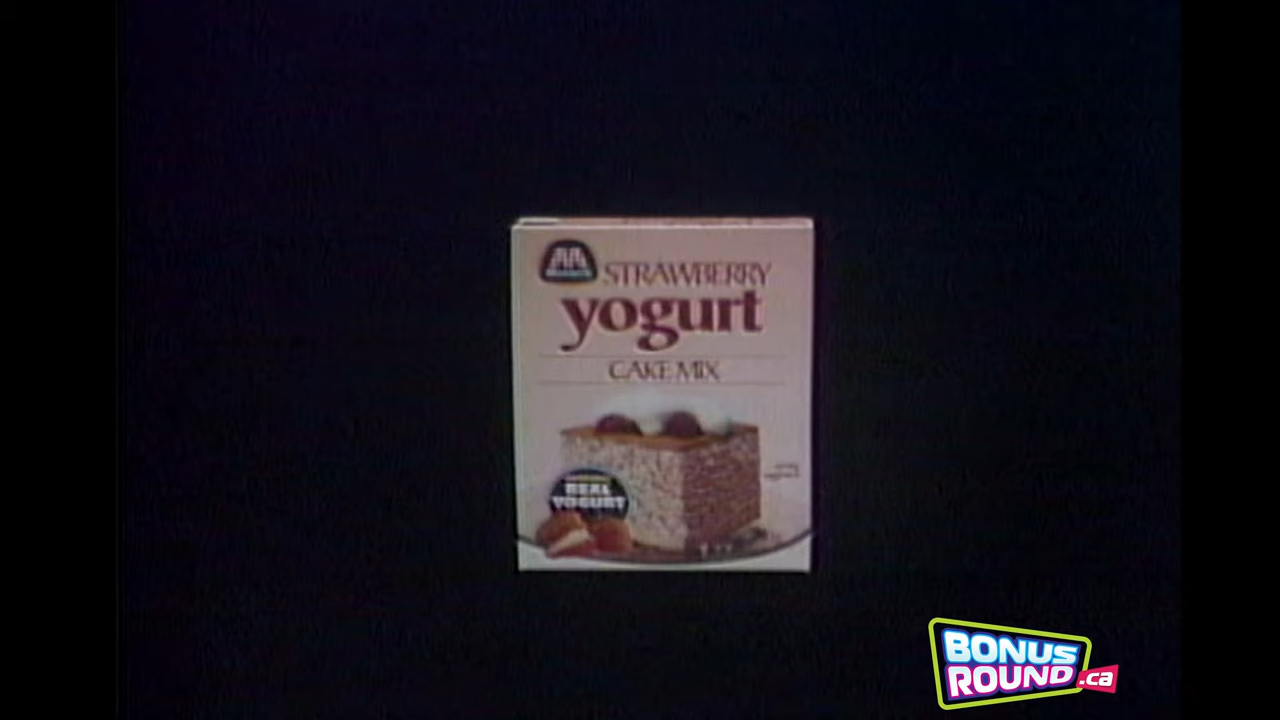 STRAWBERRY
yogurt
CAKE MIX
REAL
YOGURT
BONUS
ROUND.ca